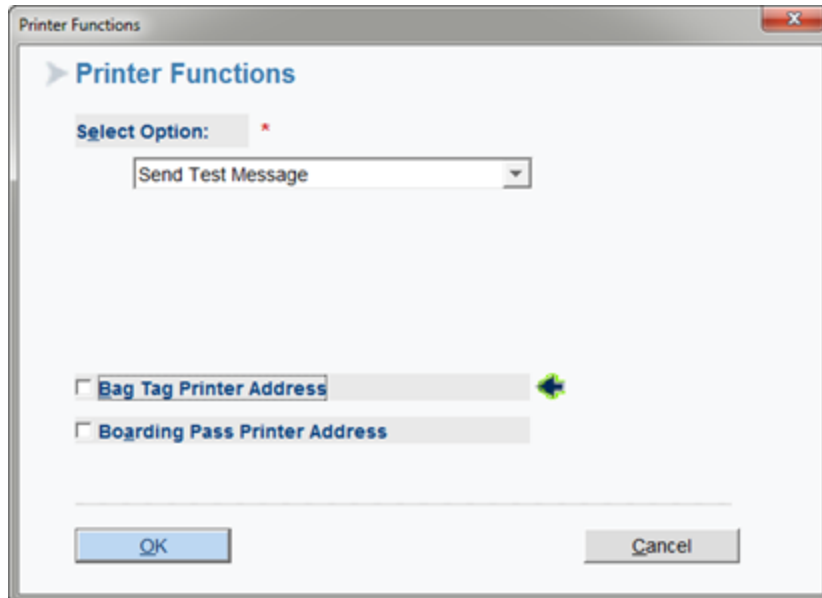 Printer Functions
Printer Functions
Select Option: *
Send Test Message
Bag Tag Printer Address
Boarding Pass Printer Address
OK
Cancel